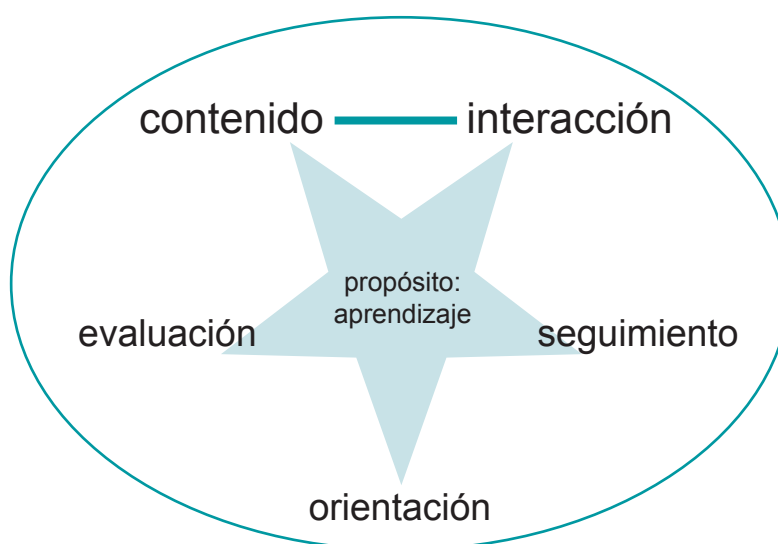 contenido interacción
propósito:
aprendizaje
evaluación seguimiento
orientación